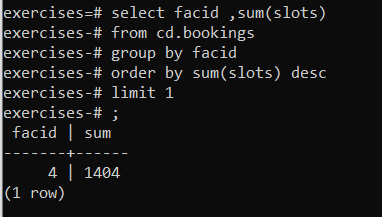 exercises=# select facid ,sum(slots)
exercises-# from cd.bookings
exercises-# group by facid
exercises-# order by sum(slots) desc
exercises-# limit 1
exercises-# ;
 facid | sum
-------+------
     4 | 1404
(1 row)